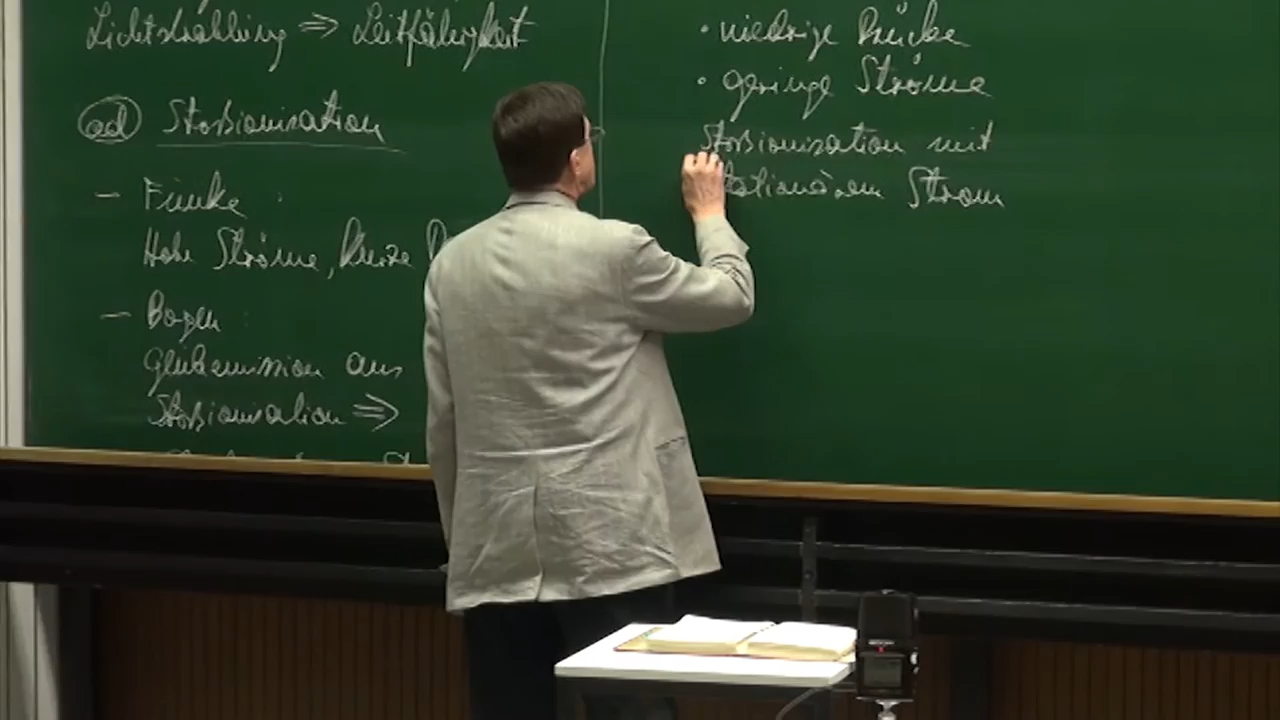 Lichtstrahlung ⇒ Leitfähigkeit
ad Stoßionisation
– Funke :
Hohe Ströme, kurze
– Bogen :
Glühemission aus
Stoßionisation ⇒
• niedrige Drücke
• geringe Ströme
Stoßionisation mit
stationärem Strom